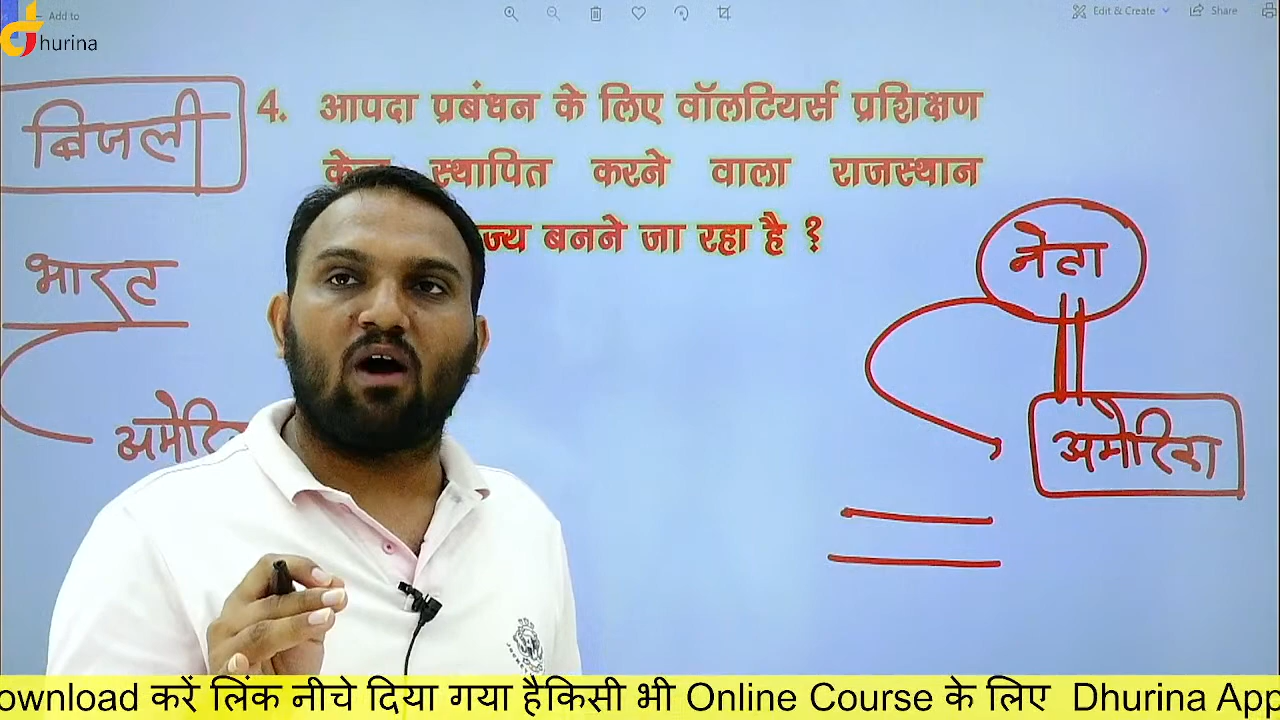 Add to
Edit & Create
Share
hurina
बिजली
4. आपदा प्रबंधन के लिए वॉलटियर्स प्रशिक्षण
स्थापित करने वाला राजस्थान
बनने जा रहा है ?
भारत
नेता
अमेरिका
ownload करें लिंक नीचे दिया गया हैकिसी भी Online Course के लिए Dhurina App